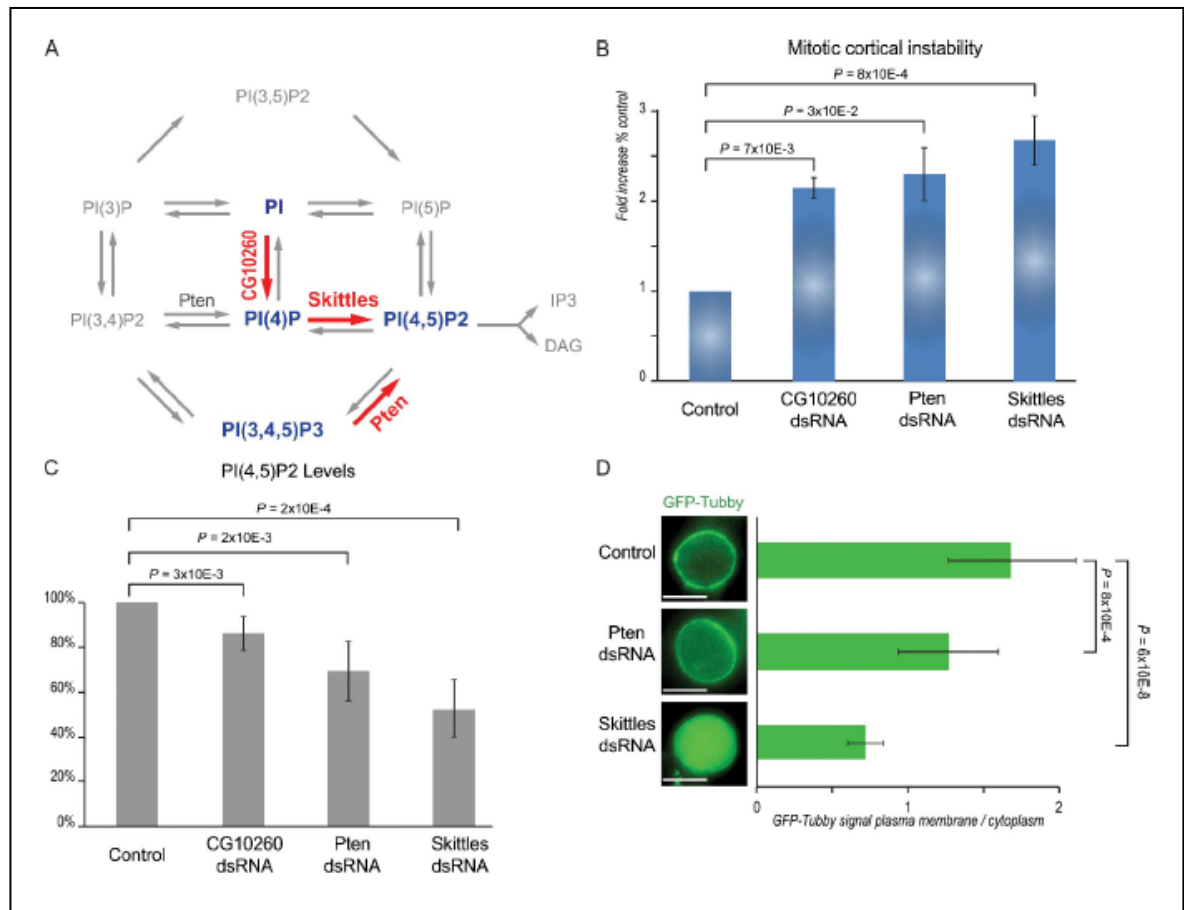 A
PI(3,5)P2
PI(3)P
PI
PI(5)P
CG10260
Pten
Skittles
PI(3,4)P2
PI(4)P
PI(4,5)P2
IP3
DAG
Pten
PI(3,4,5)P3
B
Mitotic cortical instability
P = 8x10E-4
P = 3x10E-2
P = 7x10E-3
Fold increase % control
3
2
1
0
Control
CG10260
dsRNA
Pten
dsRNA
Skittles
dsRNA
C
PI(4,5)P2 Levels
P = 2x10E-4
P = 2x10E-3
P = 3x10E-3
100%
80%
60%
40%
20%
0%
Control
CG10260
dsRNA
Pten
dsRNA
Skittles
dsRNA
D
GFP-Tubby
Control
Pten
dsRNA
Skittles
dsRNA
P = 8x10E-4
P = 6x10E-8
0
1
2
GFP-Tubby signal plasma membrane / cytoplasm